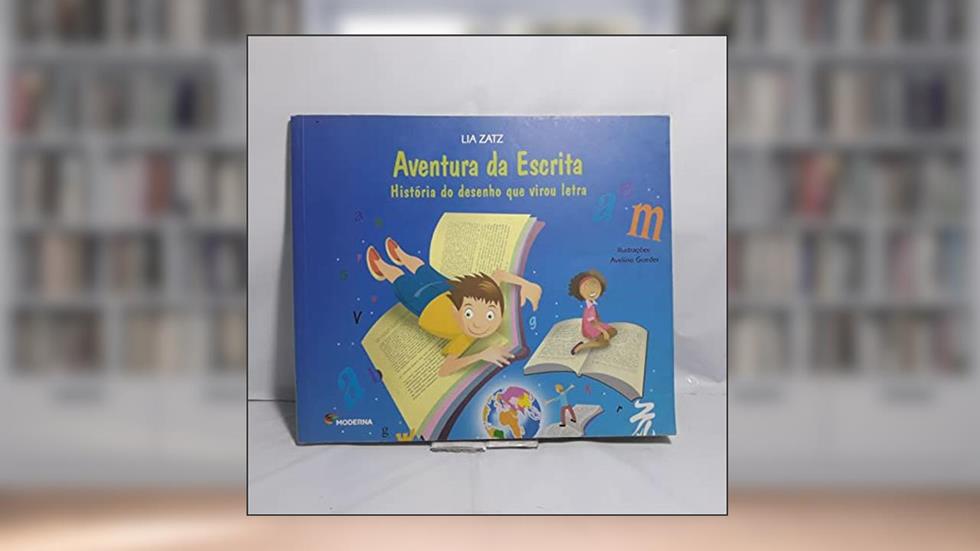 LIA ZATZ
Aventura da Escrita
História do desenho que virou letra
a e m
Ilustrações
Avelino Guedes
a
s
V
g
a b
r
MODERNA
g